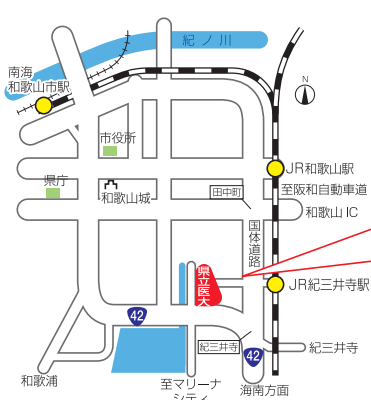 紀ノ川
N
南海
和歌山市駅
市役所
JR和歌山駅
県庁
和歌山城
田中町
至阪和自動車道
和歌山 IC
国体道路
県立医大
JR紀三井寺駅
42
紀三井寺
42
紀三井寺
和歌浦
至マリーナ
シティ
海南方面